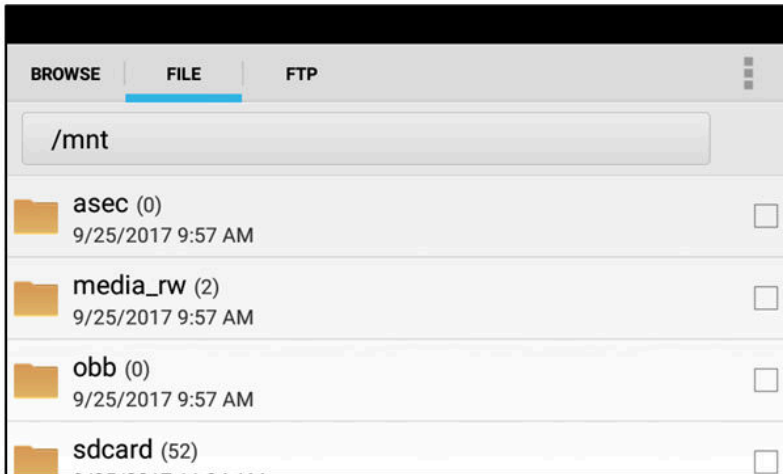 BROWSE FILE FTP
/mnt
asec (0)
9/25/2017 9:57 AM
media_rw (2)
9/25/2017 9:57 AM
obb (0)
9/25/2017 9:57 AM
sdcard (52)